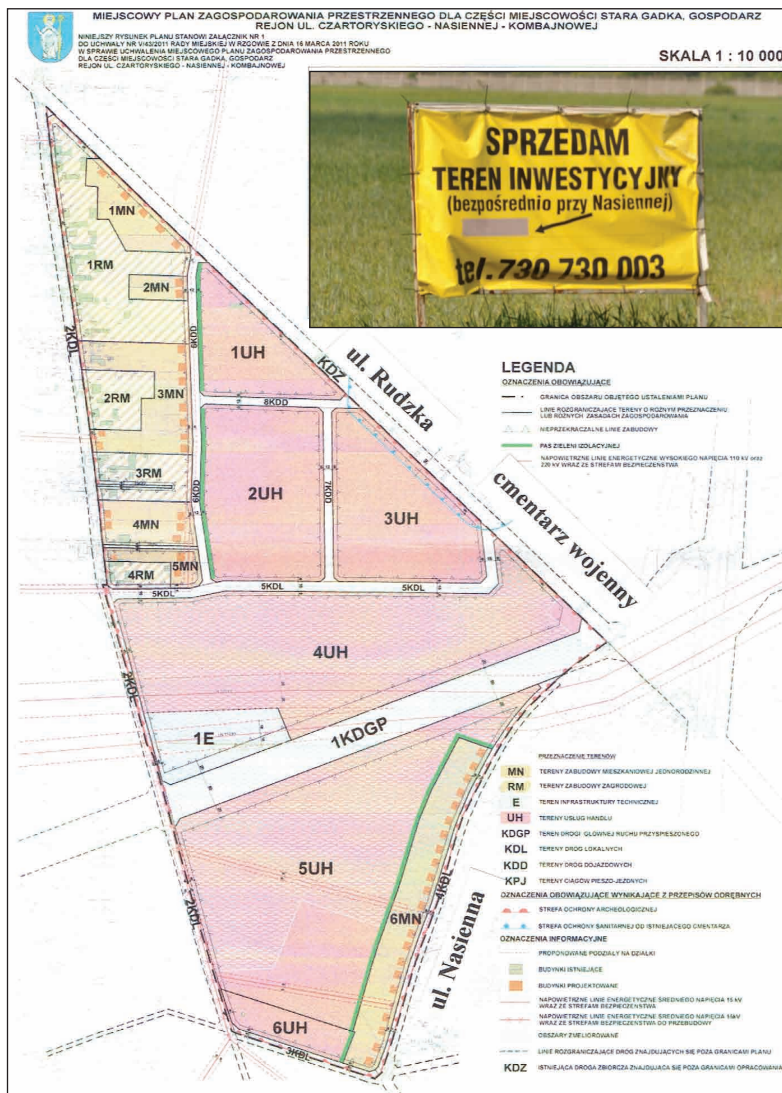 MIEJSCOWY PLAN ZAGOSPODAROWANIA PRZESTRZENNEGO DLA CZĘŚCI MIEJSCOWOŚCI STARA GADKA, GOSPODARZ
REJON UL. CZARTORYSKIEGO - NASIENNEJ - KOMBAJNOWEJ
NINIEJSZY RYSUNEK PLANU STANOWI ZAŁĄCZNIK NR 1
DO UCHWAŁY NR V/43/2011 RADY MIEJSKIEJ W RZGOWIE Z DNIA 16 MARCA 2011 ROKU
W SPRAWIE UCHWALENIA MIEJSCOWEGO PLANU ZAGOSPODAROWANIA PRZESTRZENNEGO
DLA CZĘŚCI MIEJSCOWOŚCI STARA GADKA, GOSPODARZ
REJON UL. CZARTORYSKIEGO - NASIENNEJ - KOMBAJNOWEJ
SKALA 1 : 10 000
SPRZEDAM
TEREN INWESTYCYJNY
(bezpośrednio przy Nasiennej)
tel.730 730 003
1MN
1RM
2MN
2KDL
6KDD
1UH
KDZ
ul. Rudzka
2RM
3MN
8KDD
3RM
6KDD
2UH
7KDD
3UH
cmentarz wojenny
4MN
5MN
4RM
5KDL
5KDL
5KDL
4UH
2KDL
1E
1KDGP
5UH
2KDL
6MN
4KDL
ul. Nasienna
6UH
3KDL
LEGENDA
OZNACZENIA OBOWIĄZUJĄCE
GRANICA OBSZARU OBJĘTEGO USTALENIAMI PLANU
LINIE ROZGRANICZAJĄCE TERENY O RÓŻNYM PRZEZNACZENIU
LUB RÓŻNYCH ZASADACH ZAGOSPODAROWANIA
NIEPRZEKRACZALNE LINIE ZABUDOWY
PAS ZIELENI IZOLACYJNEJ
NAPOWIETRZNE LINIE ENERGETYCZNE WYSOKIEGO NAPIĘCIA 110 kV oraz
220 kV WRAZ ZE STREFAMI BEZPIECZEŃSTWA
PRZEZNACZENIE TERENÓW
MN TERENY ZABUDOWY MIESZKANIOWEJ JEDNORODZINNEJ
RM TERENY ZABUDOWY ZAGRODOWEJ
E TEREN INFRASTRUKTURY TECHNICZNEJ
UH TERENY USŁUG HANDLU
KDGP TEREN DROGI GŁÓWNEJ RUCHU PRZYSPIESZONEGO
KDL TERENY DRÓG LOKALNYCH
KDD TERENY DRÓG DOJAZDOWYCH
KPJ TERENY CIĄGÓW PIESZO-JEZDNYCH
OZNACZENIA OBOWIĄZUJĄCE WYNIKAJĄCE Z PRZEPISÓW ODRĘBNYCH
STREFA OCHRONY ARCHEOLOGICZNEJ
STREFA OCHRONY SANITARNEJ OD ISTNIEJĄCEGO CMENTARZA
OZNACZENIA INFORMACYJNE
PROPONOWANE PODZIAŁY NA DZIAŁKI
BUDYNKI ISTNIEJĄCE
BUDYNKI PROJEKTOWANE
NAPOWIETRZNE LINIE ENERGETYCZNE ŚREDNIEGO NAPIĘCIA 15 kV
WRAZ ZE STREFAMI BEZPIECZEŃSTWA
NAPOWIETRZNE LINIE ENERGETYCZNE ŚREDNIEGO NAPIĘCIA 15kV
WRAZ ZE STREFAMI BEZPIECZEŃSTWA DO PRZEBUDOWY
OBSZARY ZMELIOROWANE
LINIE ROZGRANICZAJĄCE DRÓG ZNAJDUJĄCYCH SIĘ POZA GRANICAMI PLANU
KDZ ISTNIEJĄCA DROGA ZBIORCZA ZNAJDUJĄCA SIĘ POZA GRANICAMI OPRACOWANIA